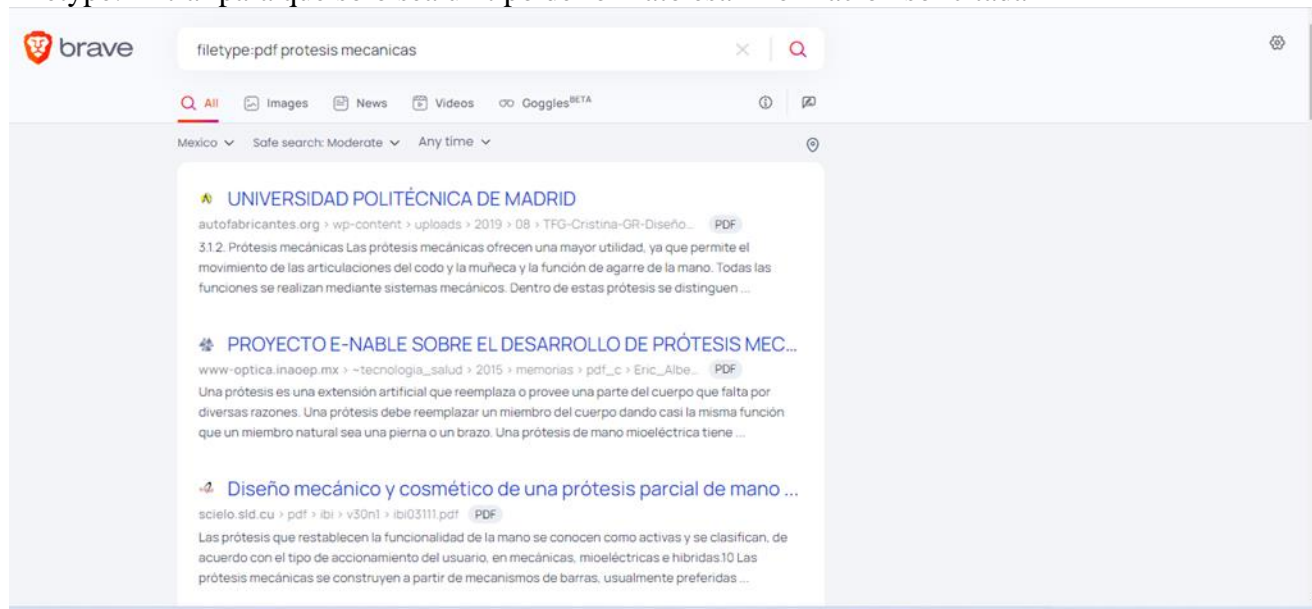 brave
filetype:pdf protesis mecanicas
All Images News Videos Goggles BETA
Mexico Safe search: Moderate Any time
UNIVERSIDAD POLITÉCNICA DE MADRID
autofabricantes.org › wp-content › uploads › 2019 › 08 › TFG-Cristina-GR-Diseño... PDF
3.1.2. Prótesis mecánicas Las prótesis mecánicas ofrecen una mayor utilidad, ya que permite el
movimiento de las articulaciones del codo y la muñeca y la función de agarre de la mano. Todas las
funciones se realizan mediante sistemas mecánicos. Dentro de estas prótesis se distinguen ...
PROYECTO E-NABLE SOBRE EL DESARROLLO DE PRÓTESIS MEC...
www-optica.inaoep.mx › ~tecnologia_salud › 2015 › memorias › pdf_c › Eric_Albe... PDF
Una prótesis es una extensión artificial que reemplaza o provee una parte del cuerpo que falta por
diversas razones. Una prótesis debe reemplazar un miembro del cuerpo dando casi la misma función
que un miembro natural sea una pierna o un brazo. Una prótesis de mano mioeléctrica tiene ...
Diseño mecánico y cosmético de una prótesis parcial de mano ...
scielo.sld.cu › pdf › ibi › v30n1 › ibi03111.pdf PDF
Las prótesis que restablecen la funcionalidad de la mano se conocen como activas y se clasifican, de
acuerdo con el tipo de accionamiento del usuario, en mecánicas, mioeléctricas e hibridas.10 Las
prótesis mecánicas se construyen a partir de mecanismos de barras, usualmente preferidas ...